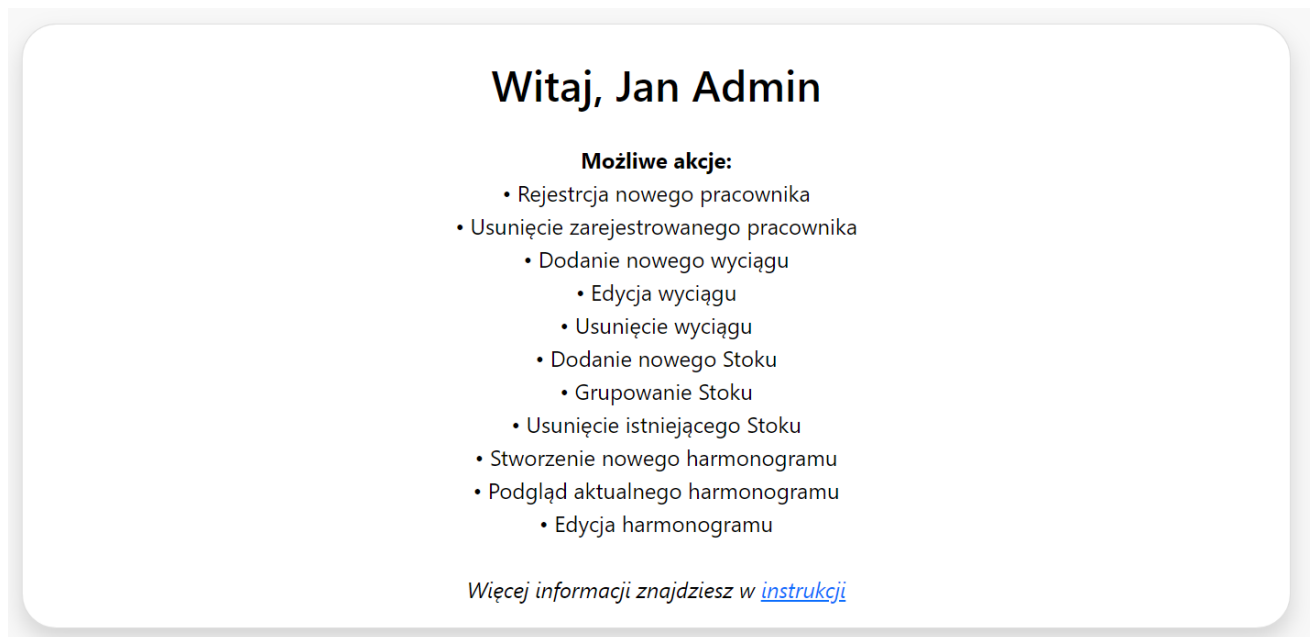 Witaj, Jan Admin
Możliwe akcje:
• Rejestrcja nowego pracownika
• Usunięcie zarejestrowanego pracownika
• Dodanie nowego wyciągu
• Edycja wyciągu
• Usunięcie wyciągu
• Dodanie nowego Stoku
• Grupowanie Stoku
• Usunięcie istniejącego Stoku
• Stworzenie nowego harmonogramu
• Podgląd aktualnego harmonogramu
• Edycja harmonogramu
Więcej informacji znajdziesz w instrukcji